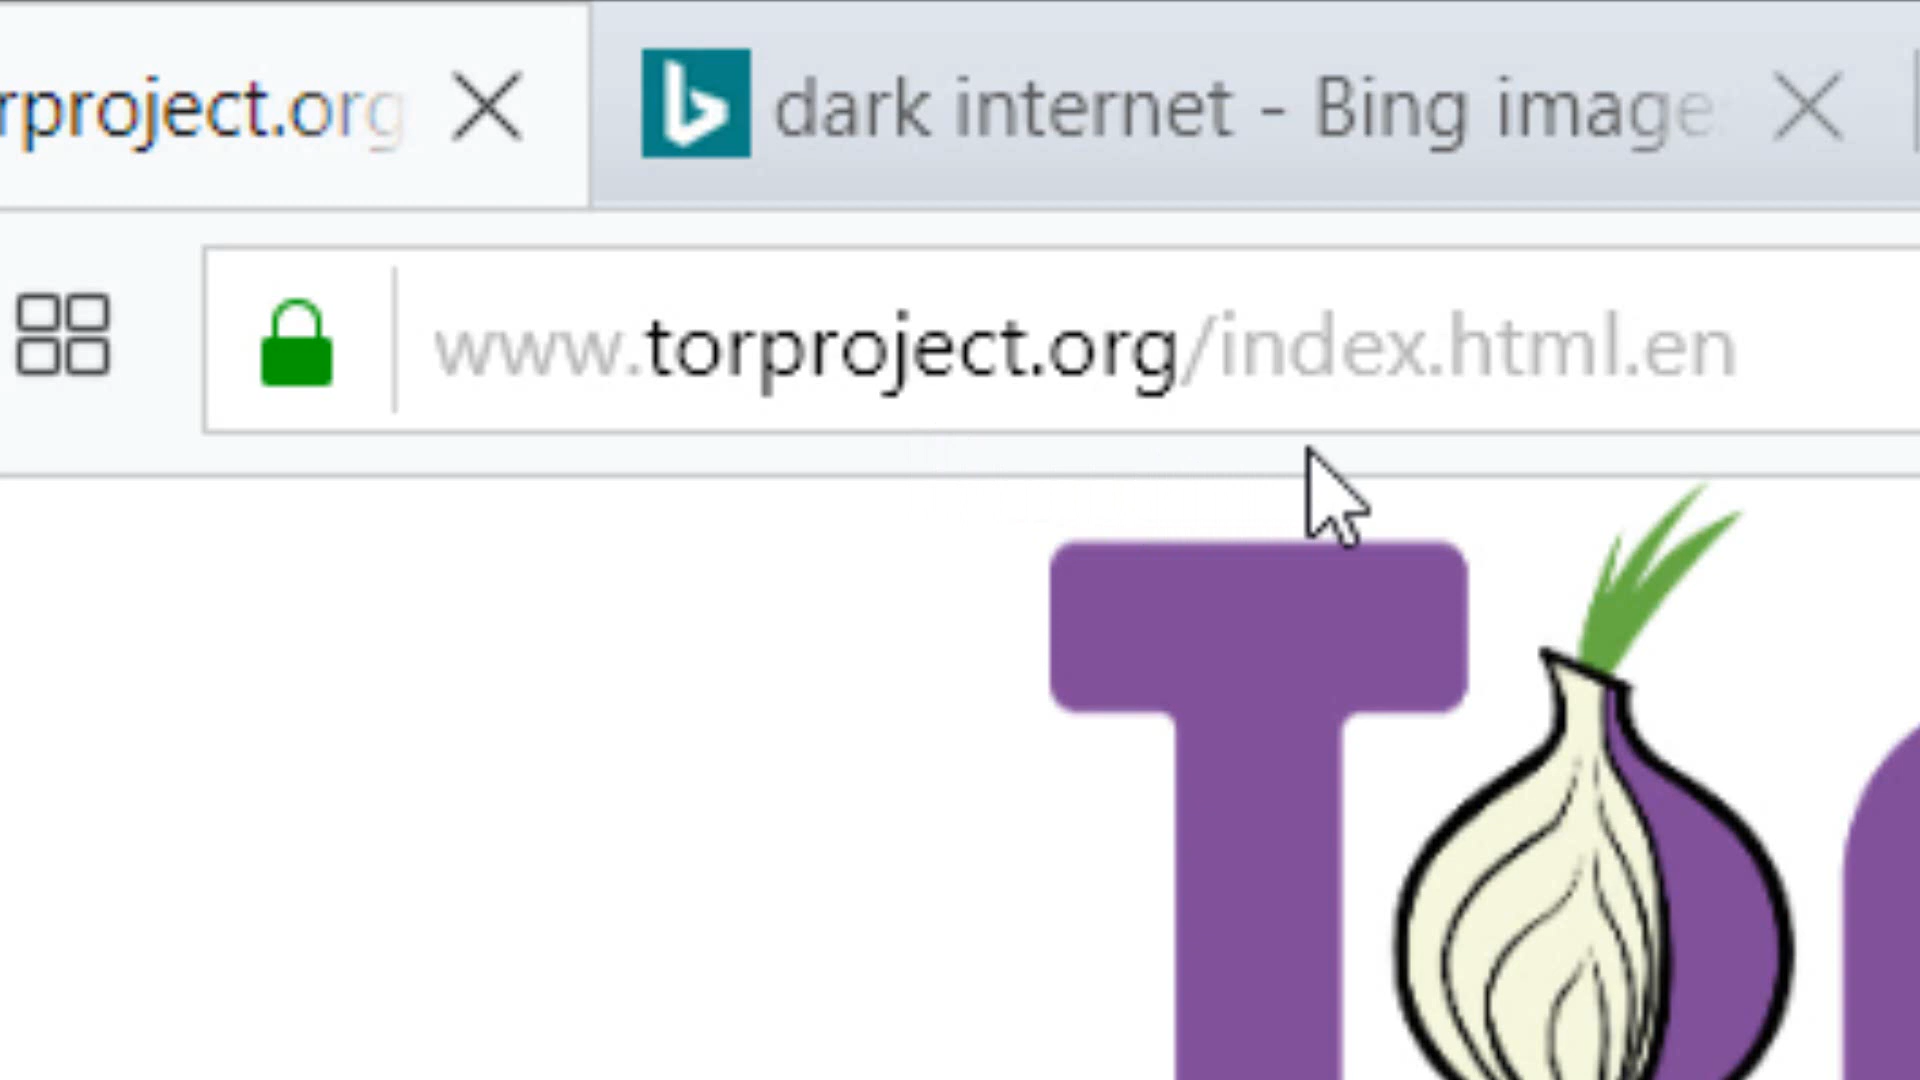 rproject.org
dark internet - Bing image
www.torproject.org/index.html.en
T